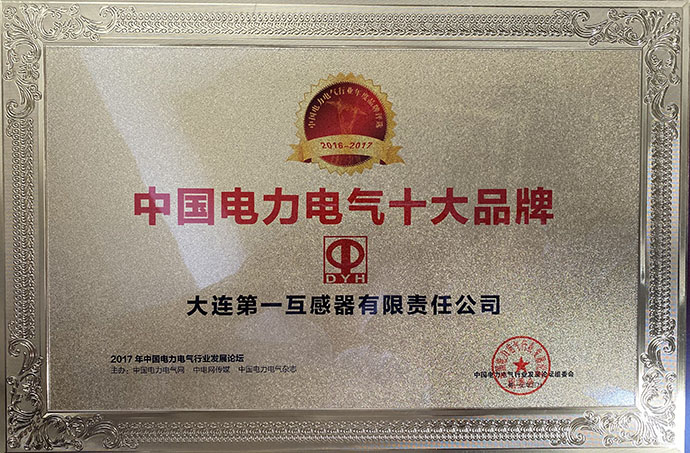 中国电力电气行业年度品牌评选
2016-2017
中国电力电气十大品牌
DYH
大连第一互感器有限责任公司
2017 年中国电力电气行业发展论坛
主办：中国电力电气网 中电网传媒 中国电力电气杂志
中国电力电气行业发展论坛组委会